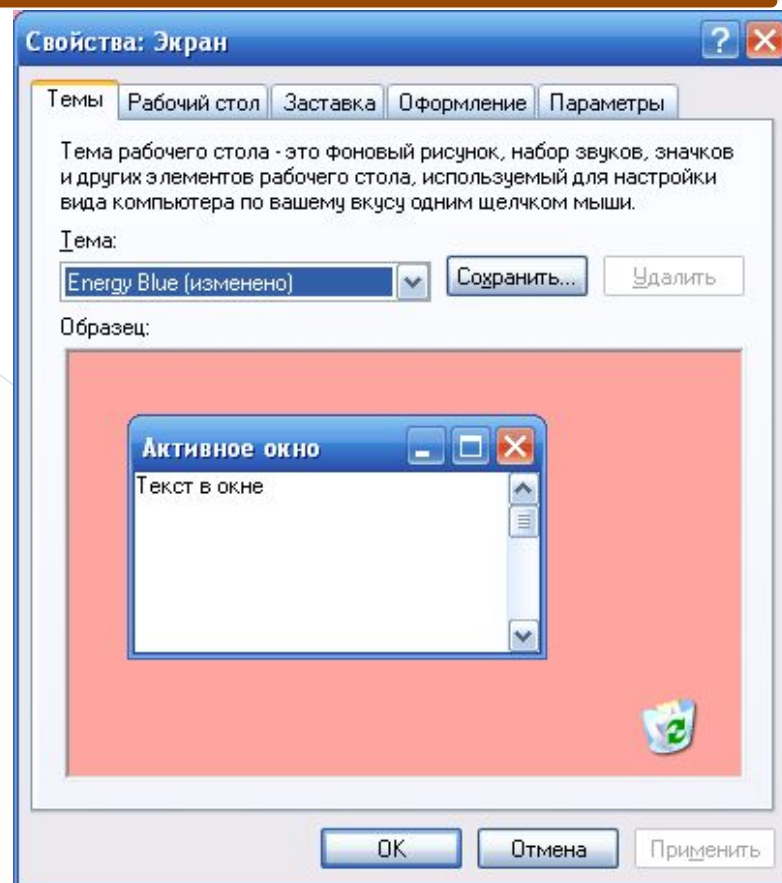 Свойства: Экран
Темы Рабочий стол Заставка Оформление Параметры
Тема рабочего стола - это фоновый рисунок, набор звуков, значков
и других элементов рабочего стола, используемый для настройки
вида компьютера по вашему вкусу одним щелчком мыши.
Тема:
Energy Blue (изменено) Сохранить... Удалить
Образец:
Активное окно
Текст в окне
OK Отмена Применить